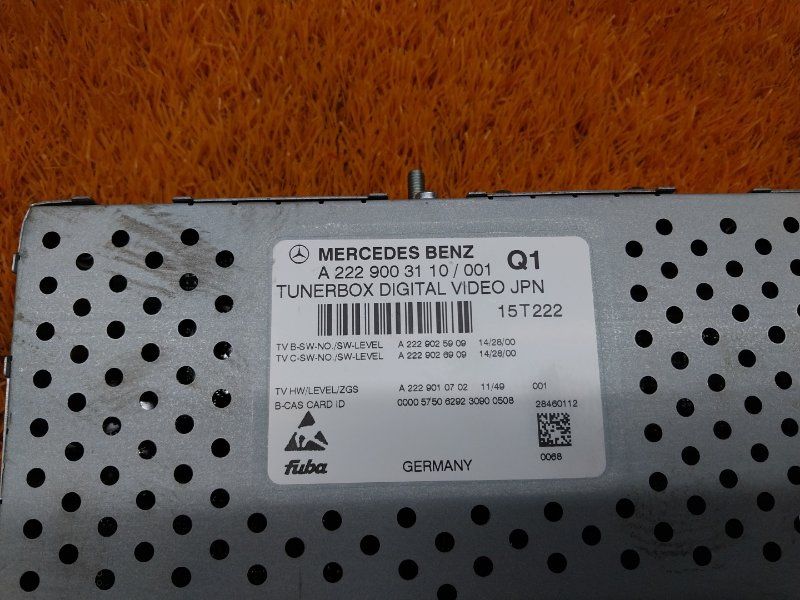 MERCEDES BENZ Q1
A 222 900 31 10 / 001
TUNERBOX DIGITAL VIDEO JPN
15T222
TV B-SW-NO./SW-LEVEL A 222 902 59 09 14/28/00
TV C-SW-NO./SW-LEVEL A 222 902 69 09 14/28/00
TV HW/LEVEL/ZGS A 222 901 07 02 11/49 001
B-CAS CARD ID 0000 5750 6292 3090 0508 28460112
0068
fuba GERMANY